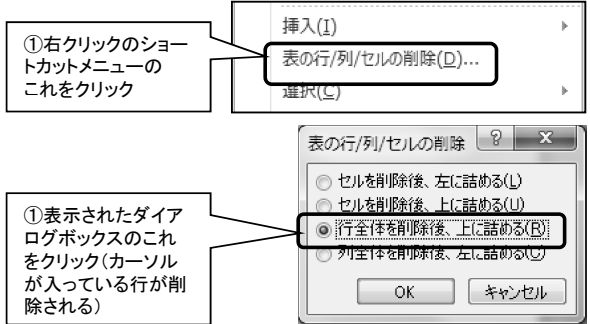 挿入(I)
①右クリックのショー
トカットメニューの
これをクリック
表の行/列/セルの削除(D)...
選択(C)
表の行/列/セルの削除
セルを削除後、左に詰める(L)
セルを削除後、上に詰める(U)
①表示されたダイア
ログボックスのこれ
をクリック(カーソル
が入っている行が削
除される)
行全体を削除後、上に詰める(R)
列全体を削除後、左に詰める(C)
OK
キャンセル